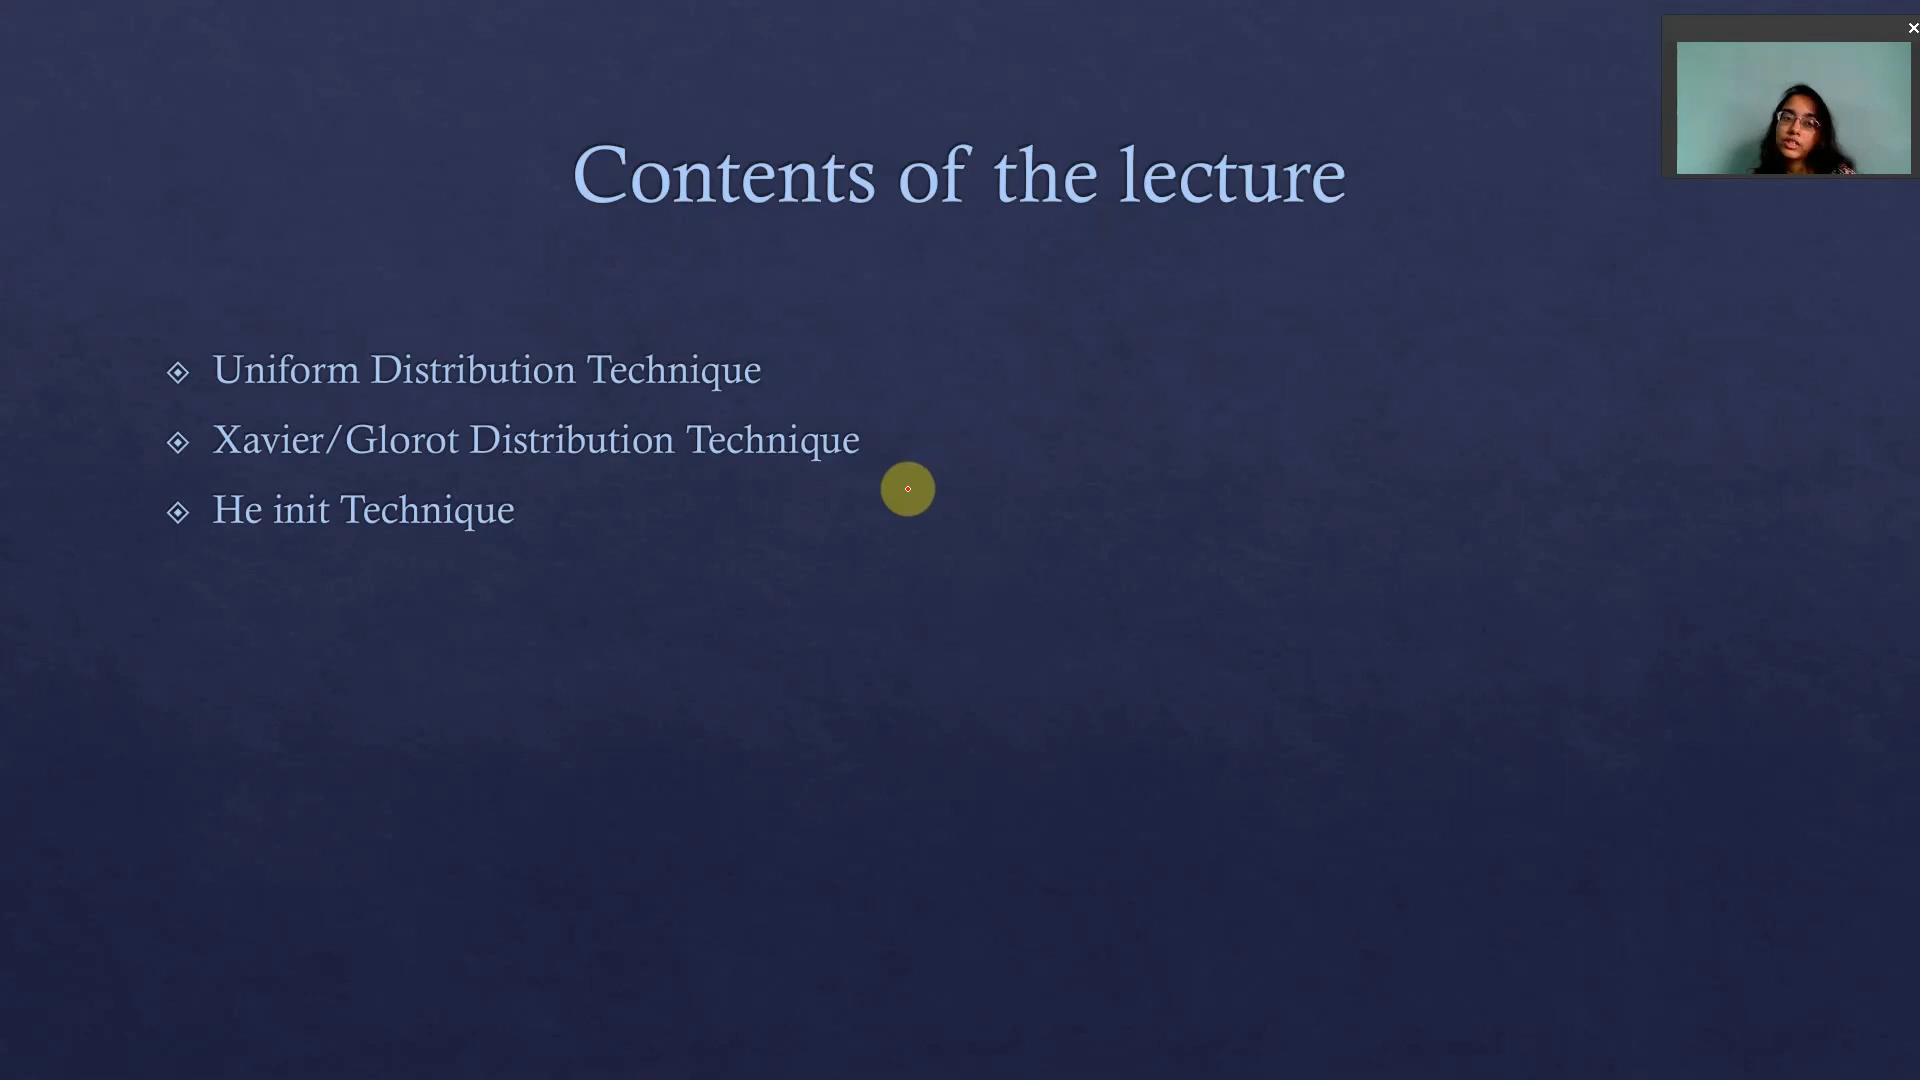 Contents of the lecture
Uniform Distribution Technique
Xavier/Glorot Distribution Technique
He init Technique